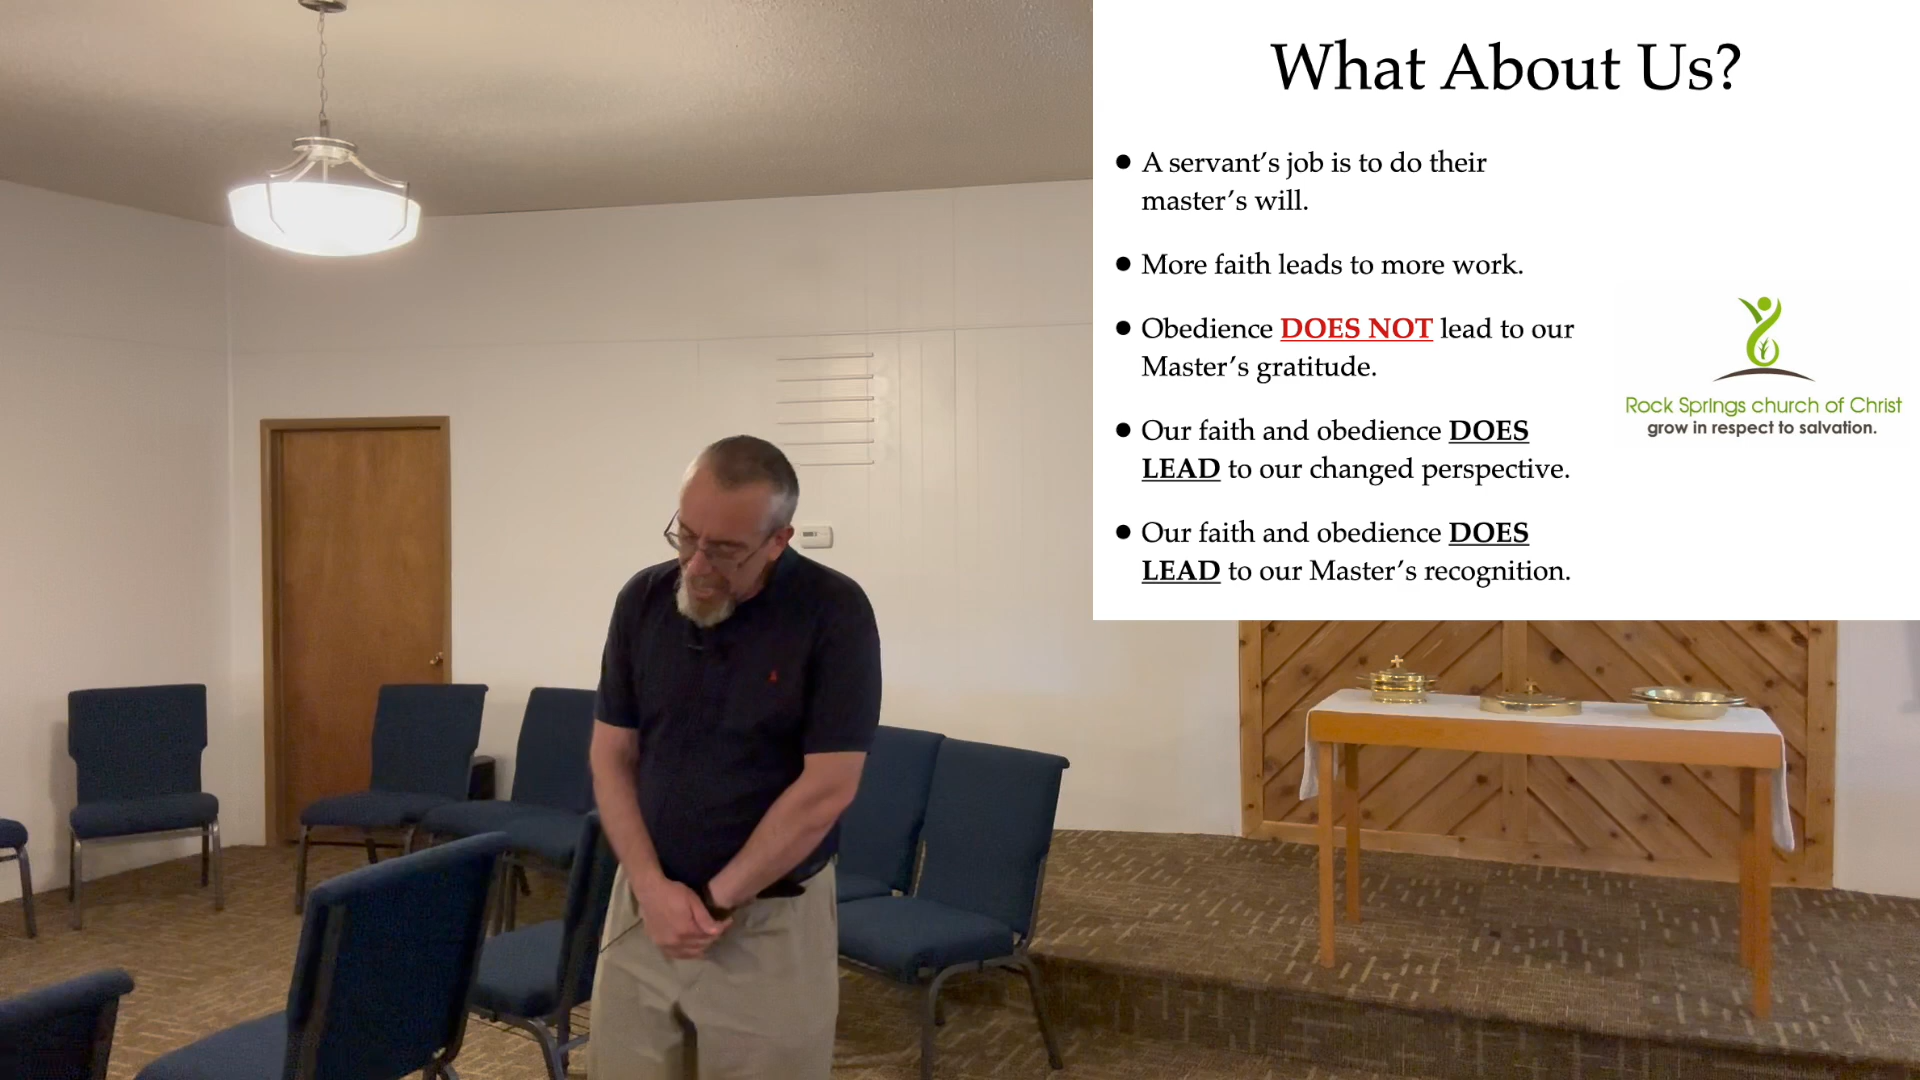 What About Us?
• A servant's job is to do their
master's will.
• More faith leads to more work.
• Obedience DOES NOT lead to our
Master's gratitude.
• Our faith and obedience DOES
LEAD to our changed perspective.
• Our faith and obedience DOES
LEAD to our Master's recognition.
Rock Springs church of Christ
grow in respect to salvation.